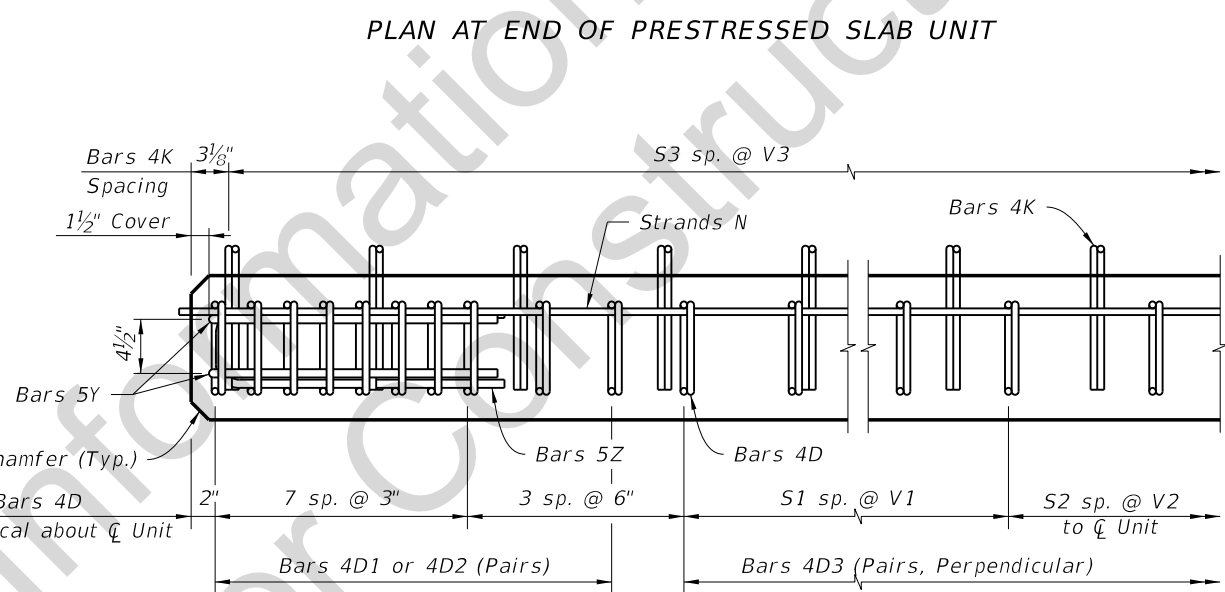 PLAN AT END OF PRESTRESSED SLAB UNIT
Bars 4K
Spacing
3⅛"
S3 sp. @ V3
1½" Cover
Strands N
Bars 4K
4½"
Bars 5Y
hamfer (Typ.)
Bars 5Z
Bars 4D
Bars 4D
cal about ℄ Unit
2"
7 sp. @ 3"
3 sp. @ 6"
S1 sp. @ V1
S2 sp. @ V2
to ℄ Unit
Bars 4D1 or 4D2 (Pairs)
Bars 4D3 (Pairs, Perpendicular)
Information
or Construc